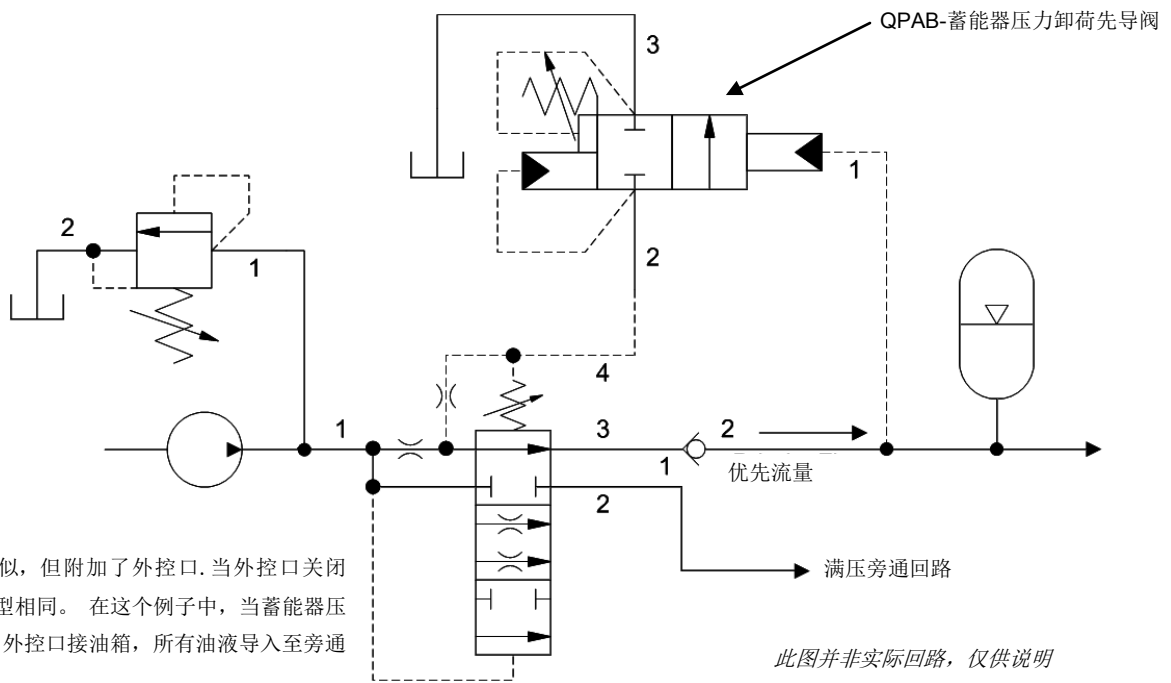 QPAB-蓄能器压力卸荷先导阀
3
1
2
2
1
4
1
3
1
2
优先流量
2
满压旁通回路
似，但附加了外控口.当外控口关闭
型相同。 在这个例子中，当蓄能器压
外控口接油箱，所有油液导入至旁通
此图并非实际回路，仅供说明